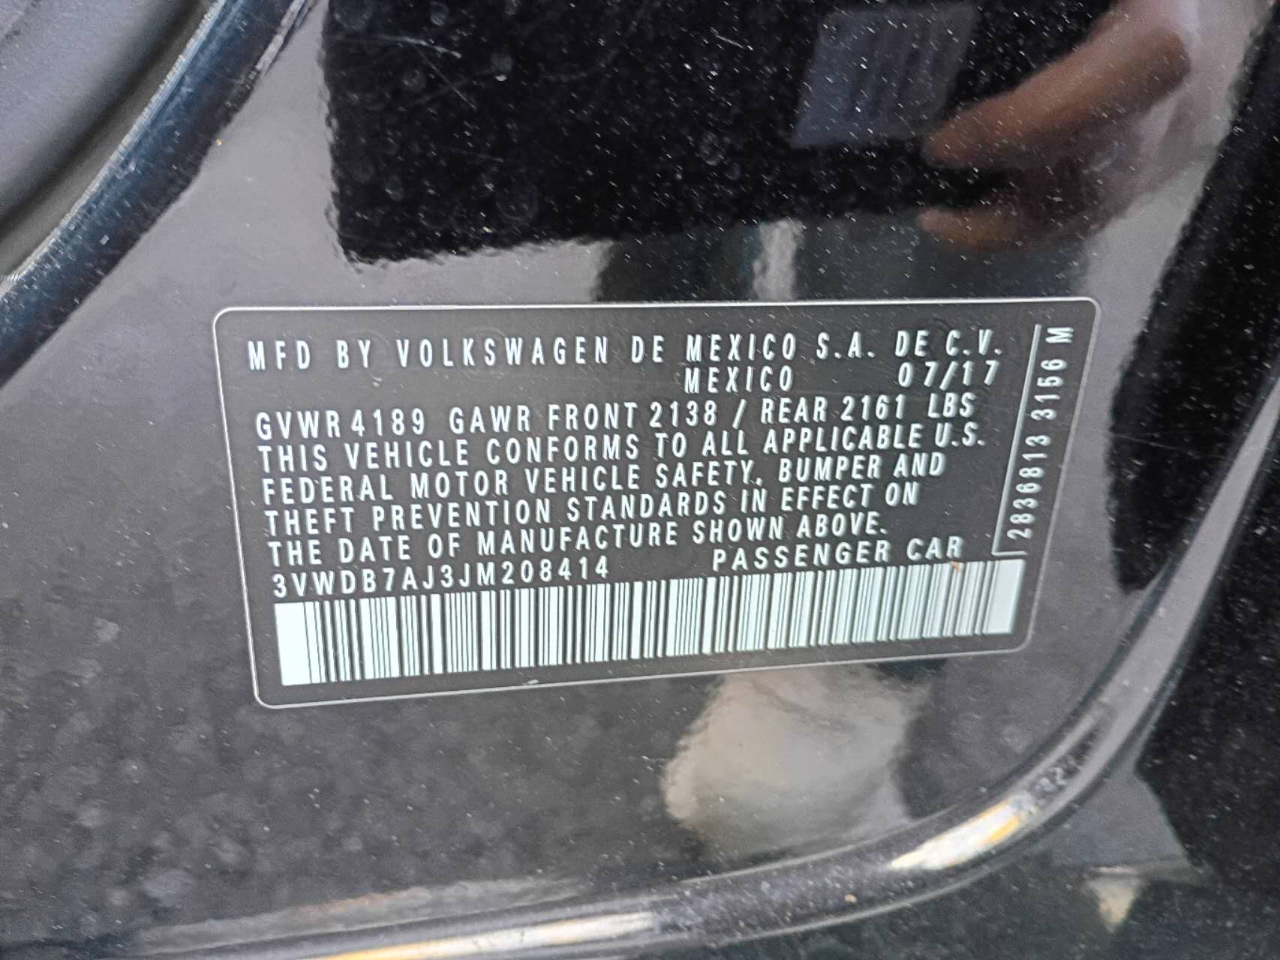 MFD BY VOLKSWAGEN DE MEXICO S.A. DE C.V.
MEXICO 07/17
GVWR 4189 GAWR FRONT 2138 / REAR 2161 LBS
THIS VEHICLE CONFORMS TO ALL APPLICABLE U.S.
FEDERAL MOTOR VEHICLE SAFETY, BUMPER AND
THEFT PREVENTION STANDARDS IN EFFECT ON
THE DATE OF MANUFACTURE SHOWN ABOVE.
3VWDB7AJ3JM208414 PASSENGER CAR
2836813 3156 M